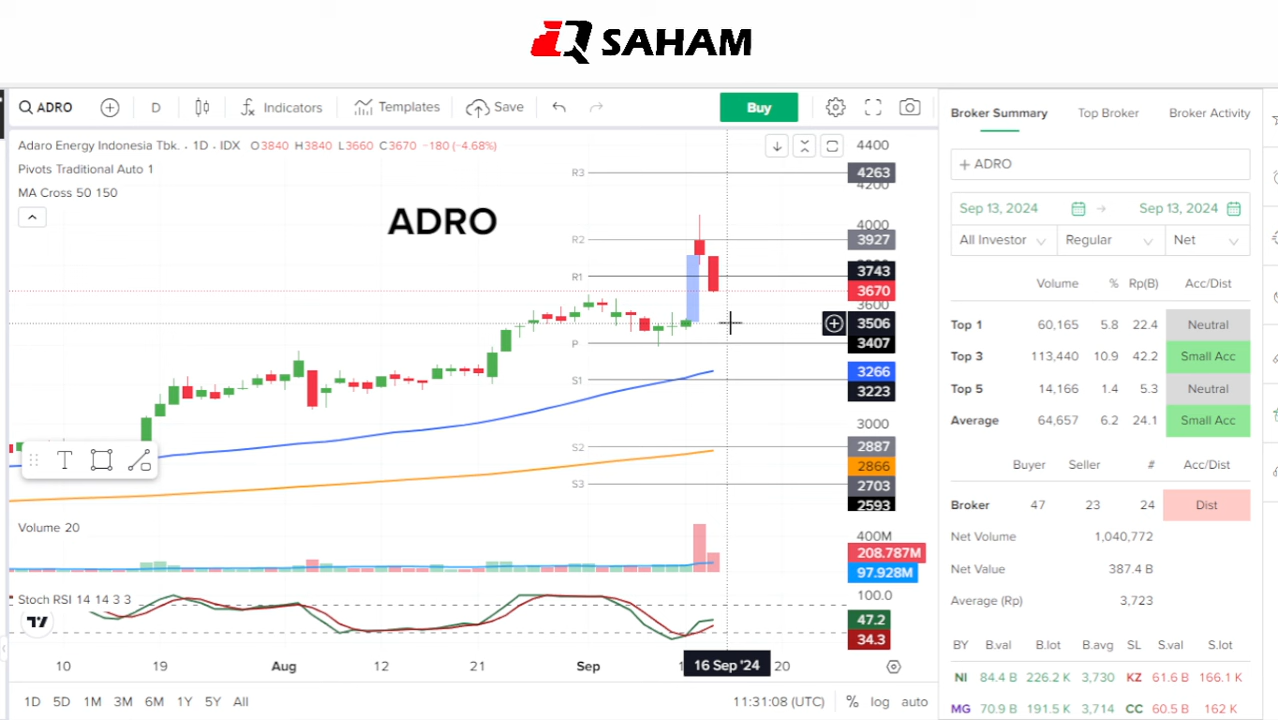 iQ SAHAM
ADRO
D
Indicators
Templates
Save
Buy
Adaro Energy Indonesia Tbk. · 1D · IDX O3840 H3840 L3660 C3670 -180 (-4.68%)
Pivots Traditional Auto 1
MA Cross 50 150
ADRO
R3
R2
R1
P
S1
S2
S3
4400
4263
4200
4000
3927
3743
3670
3600
3506
3407
3266
3223
3000
2887
2866
2703
2593
T
Volume 20
400M
208.787M
97.928M
Stoch RSI 14 14 3 3
100.0
47.2
34.3
10 19 Aug 12 21 Sep 16 Sep '24 20
1D 5D 1M 3M 6M 1Y 5Y All 11:31:08 (UTC) % log auto
Broker Summary Top Broker Broker Activity
+ ADRO
Sep 13, 2024 → Sep 13, 2024
All Investor Regular Net
Volume % Rp(B) Acc/Dist
Top 1 60,165 5.8 22.4 Neutral
Top 3 113,440 10.9 42.2 Small Acc
Top 5 14,166 1.4 5.3 Neutral
Average 64,657 6.2 24.1 Small Acc
Buyer Seller # Acc/Dist
Broker 47 23 24 Dist
Net Volume 1,040,772
Net Value 387.4 B
Average (Rp) 3,723
BY B.val B.lot B.avg SL S.val S.lot
NI 84.4 B 226.2 K 3,730 KZ 61.6 B 166.1 K
MG 70.9 B 191.5 K 3,714 CC 60.5 B 162 K